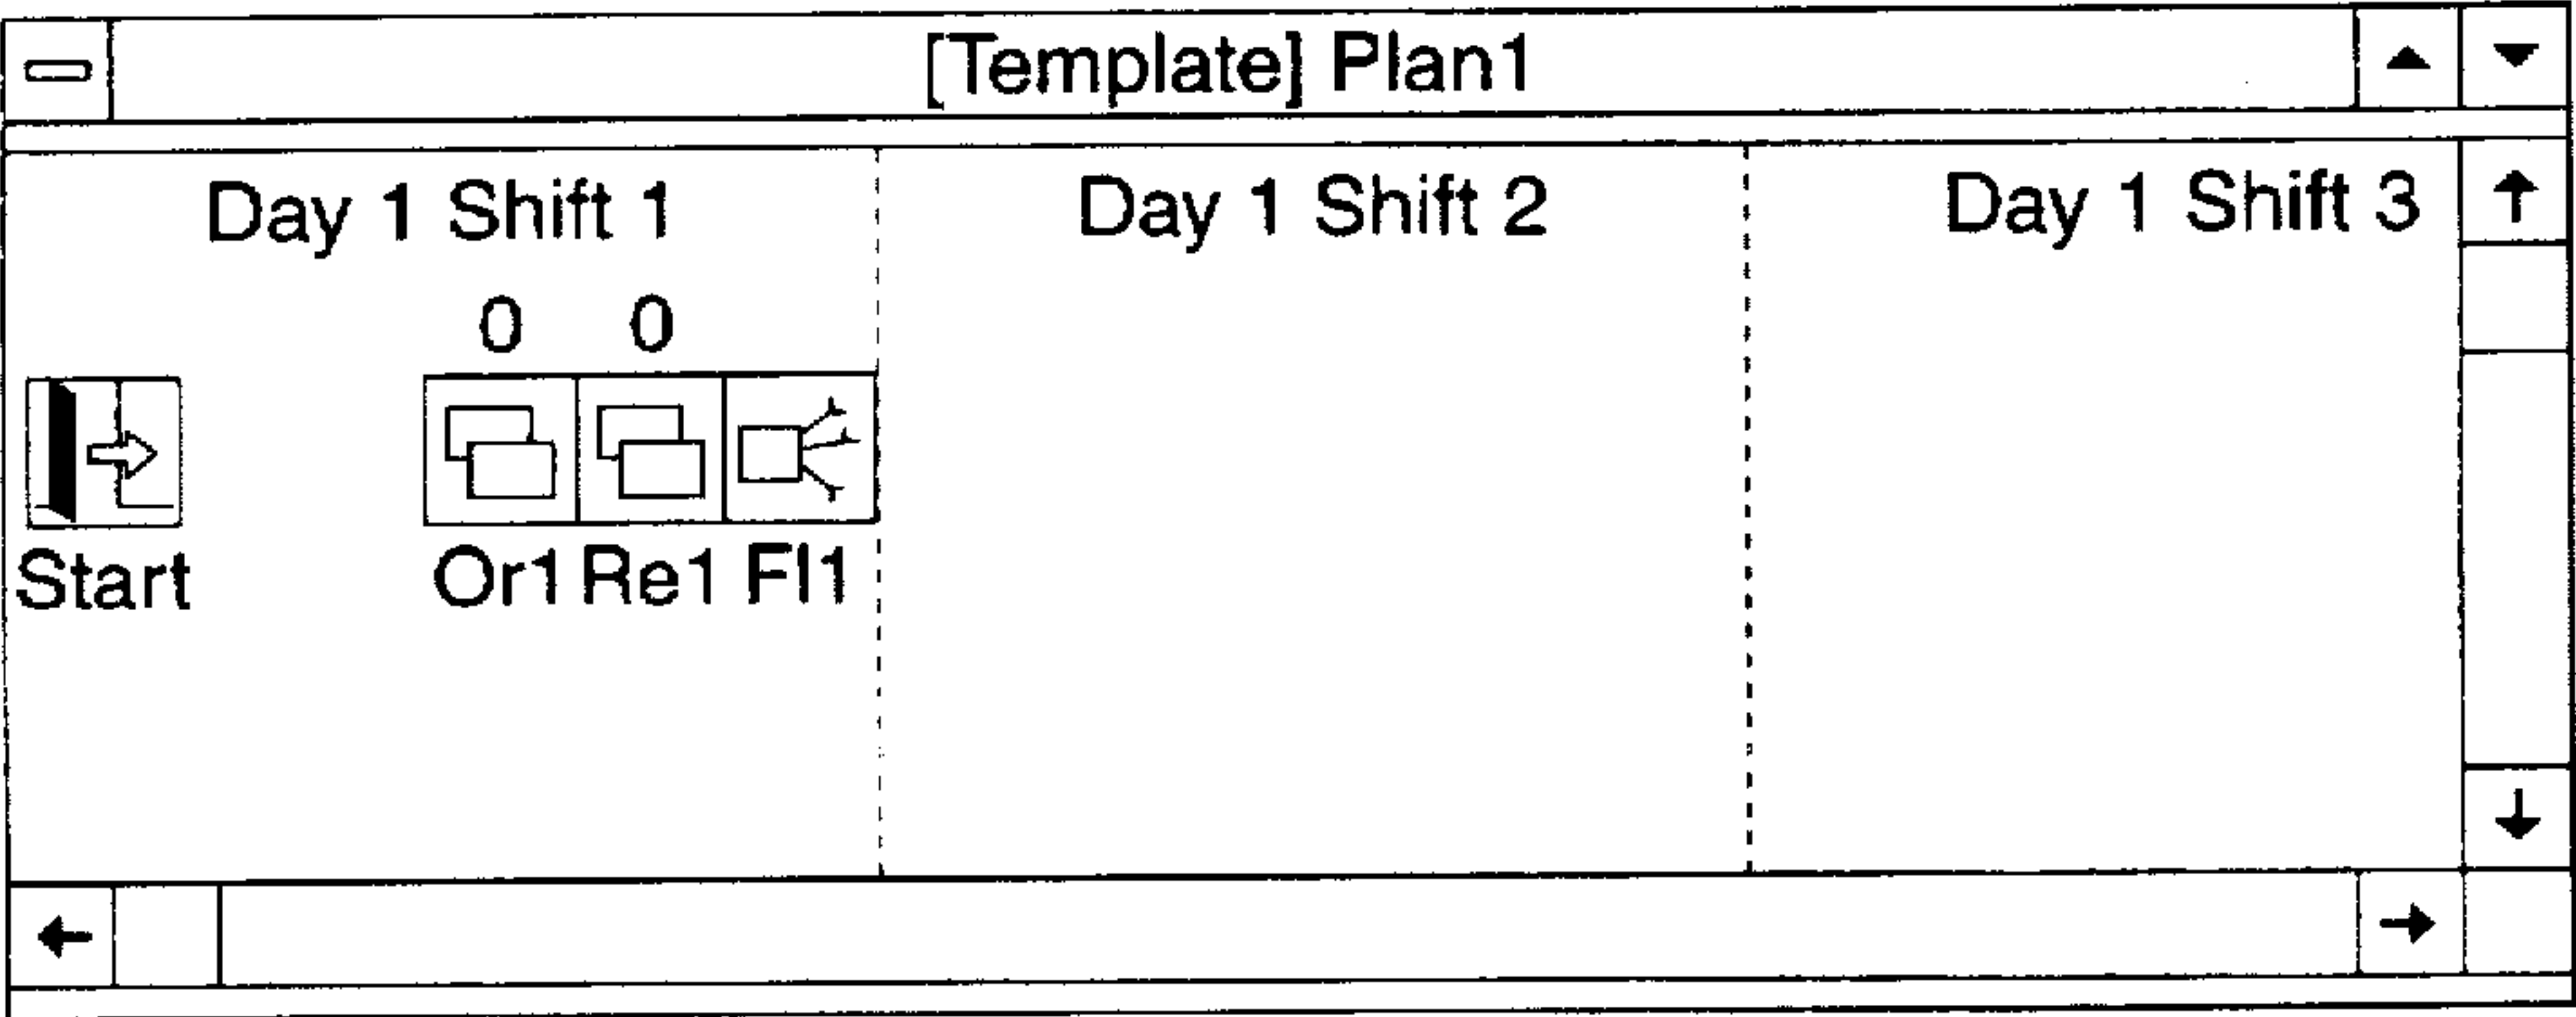 [Template] Plan1
Day 1 Shift 1 Day 1 Shift 2 Day 1 Shift 3
0 0
Start Or1 Re1 Fl1